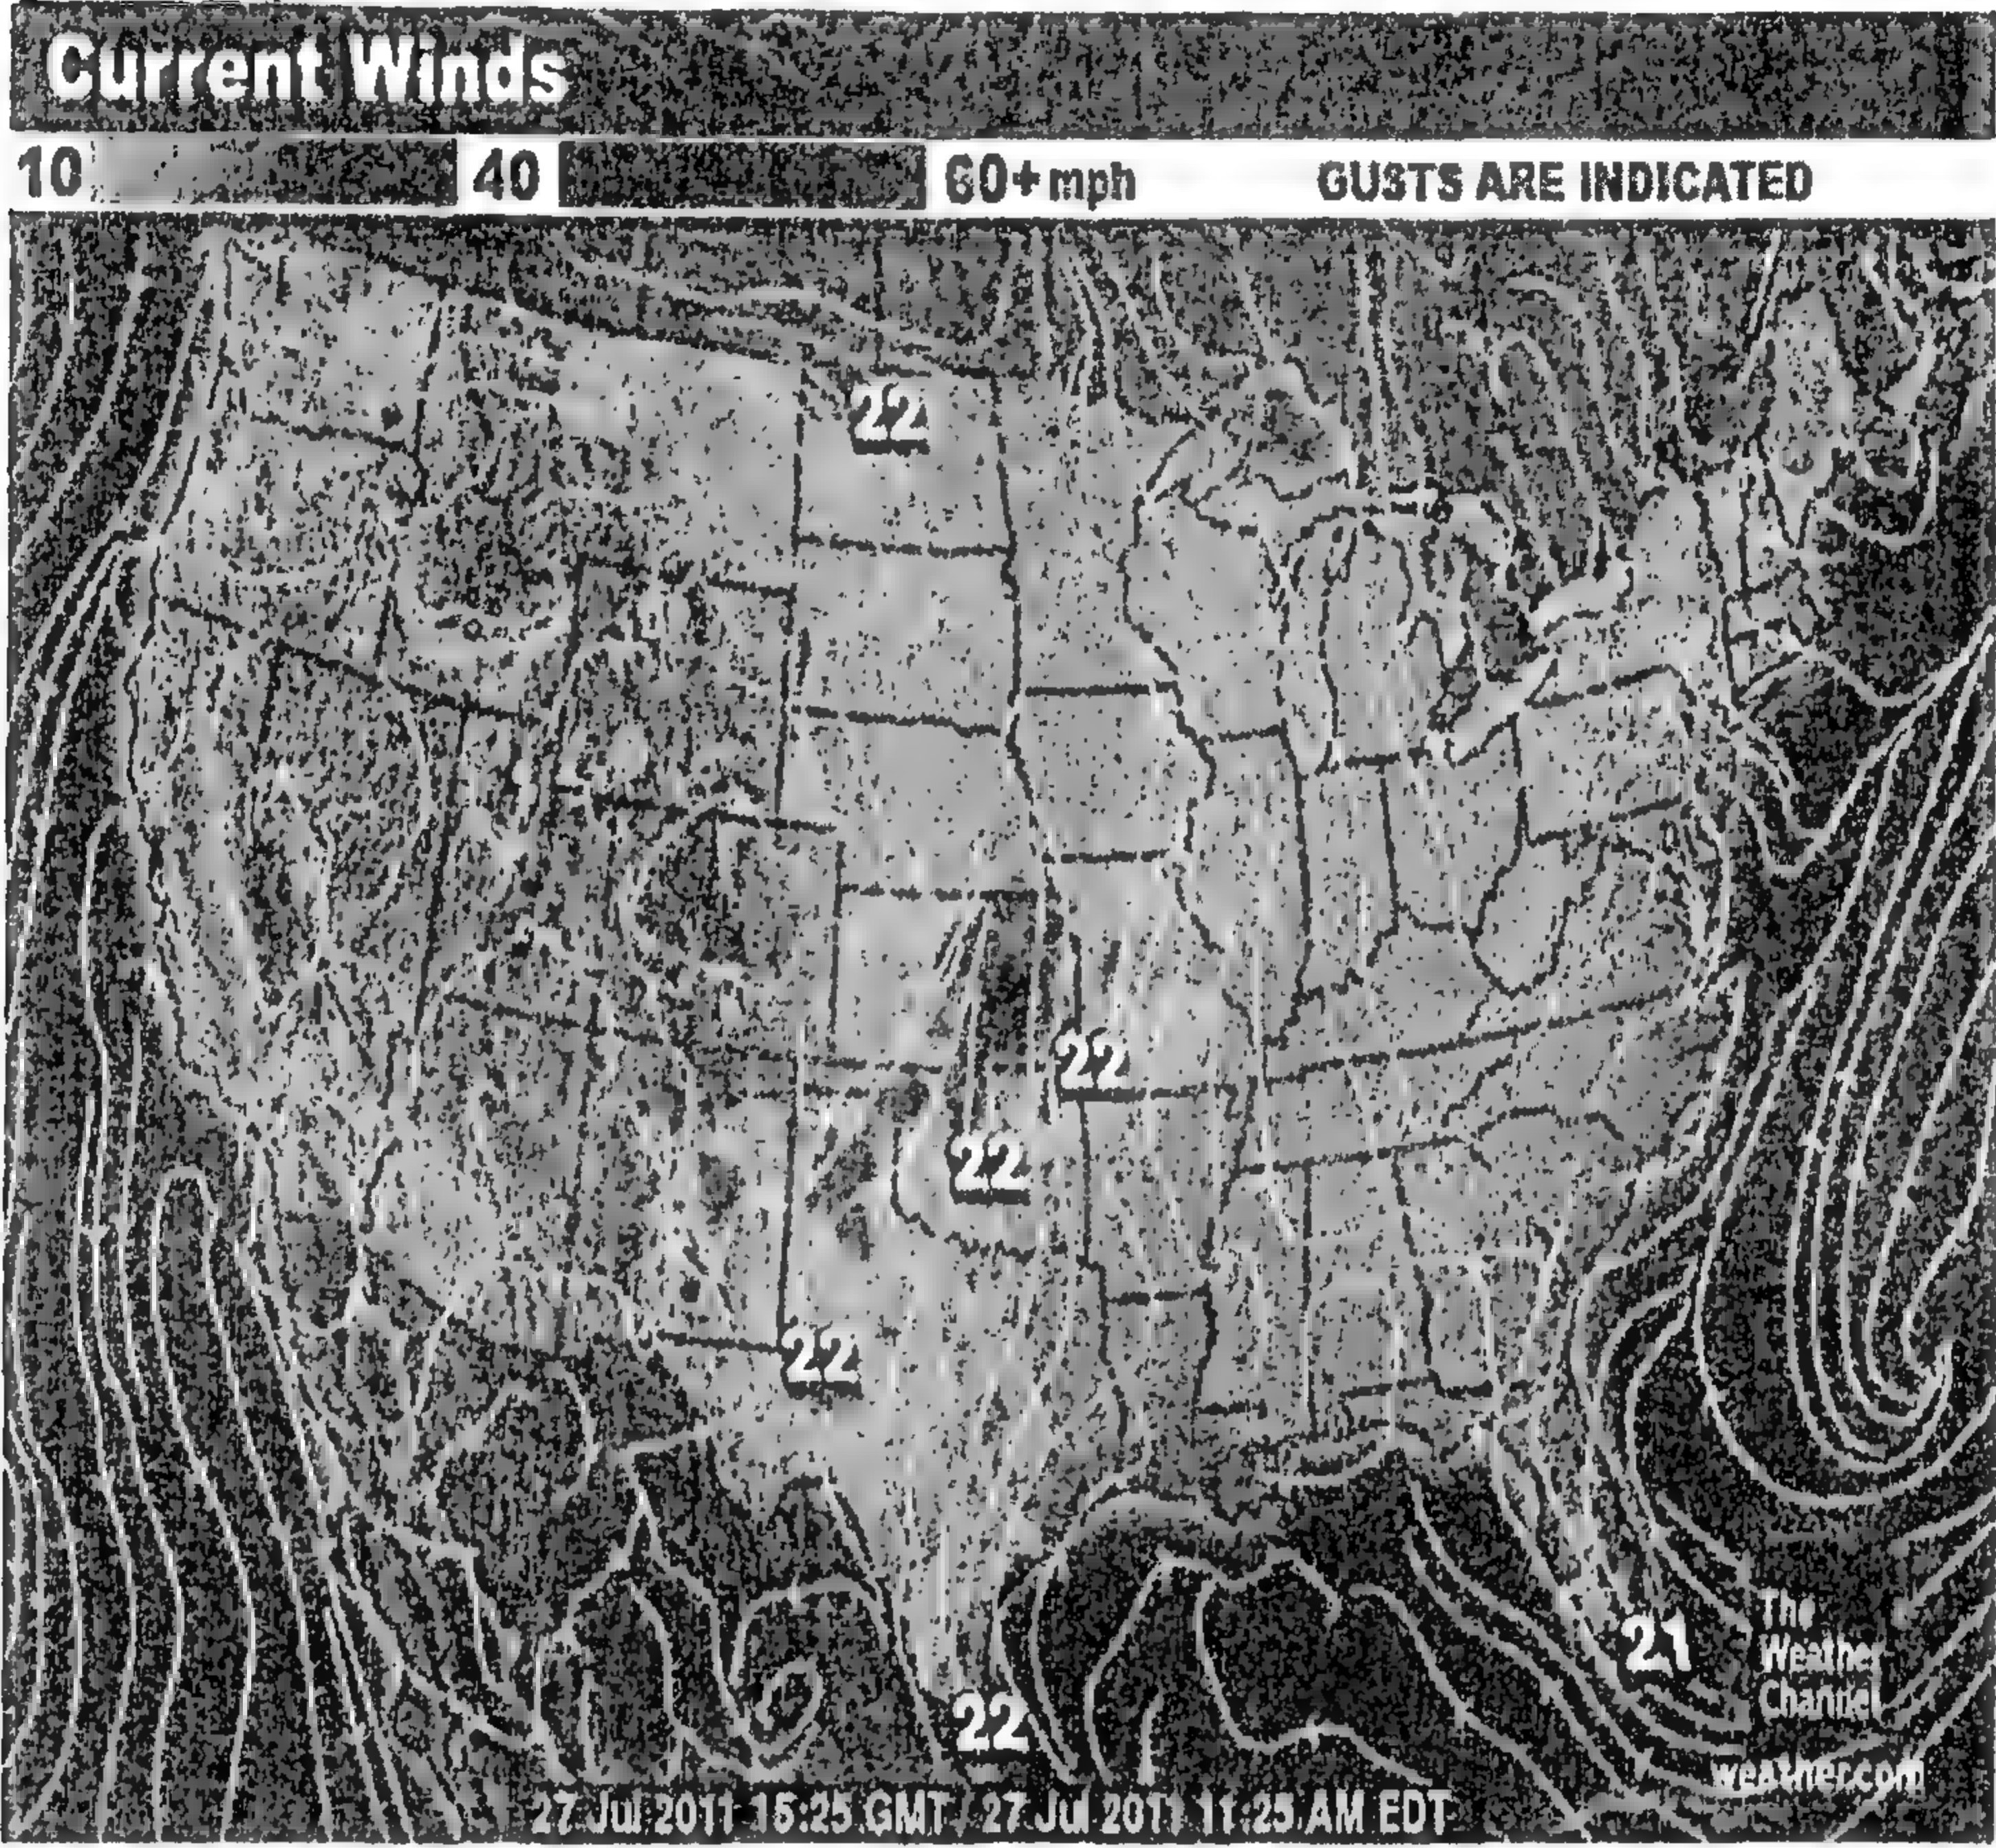 Current Winds
10 40 60+ mph GUSTS ARE INDICATED
22
22
22
22
21
22
The
Weather
Channel
weather.com
27 Jul 2011 15:25 GMT / 27 Jul 2011 11:25 AM EDT